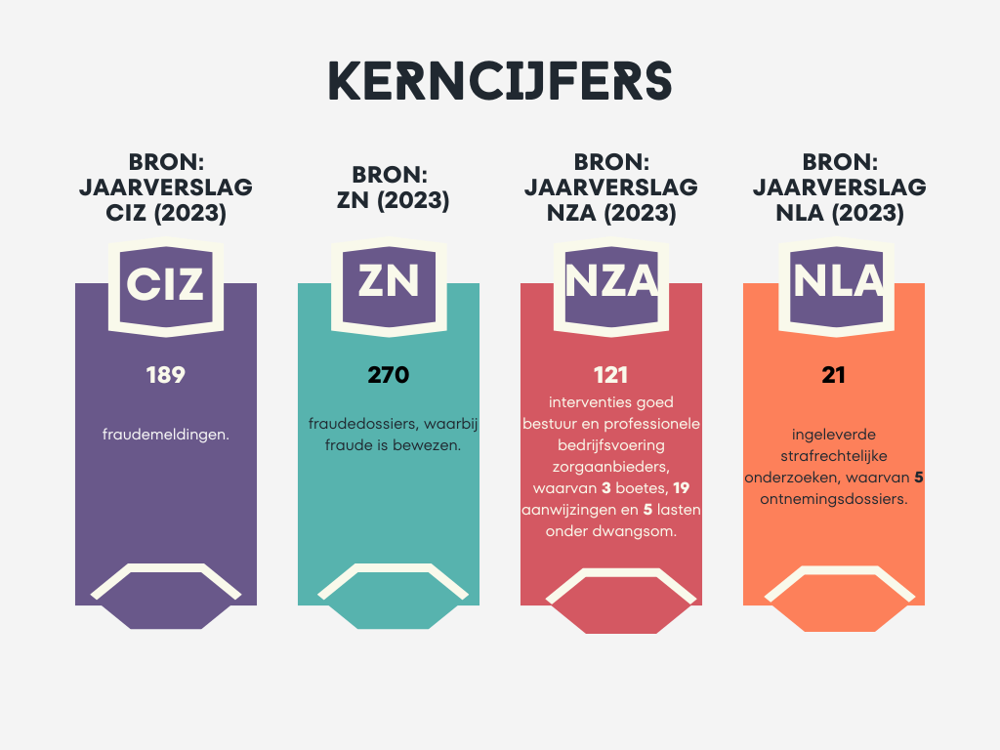 KERNCIJFERS
BRON:
JAARVERSLAG
CIZ (2023)
CIZ
189
fraudemeldingen.
BRON:
ZN (2023)
ZN
270
fraudedossiers, waarbij
fraude is bewezen.
BRON:
JAARVERSLAG
NZA (2023)
NZA
121
interventies goed
bestuur en professionele
bedrijfsvoering
zorgaanbieders,
waarvan 3 boetes, 19
aanwijzingen en 5 lasten
onder dwangsom.
BRON:
JAARVERSLAG
NLA (2023)
NLA
21
ingeleverde
strafrechtelijke
onderzoeken, waarvan 5
ontnemingsdossiers.